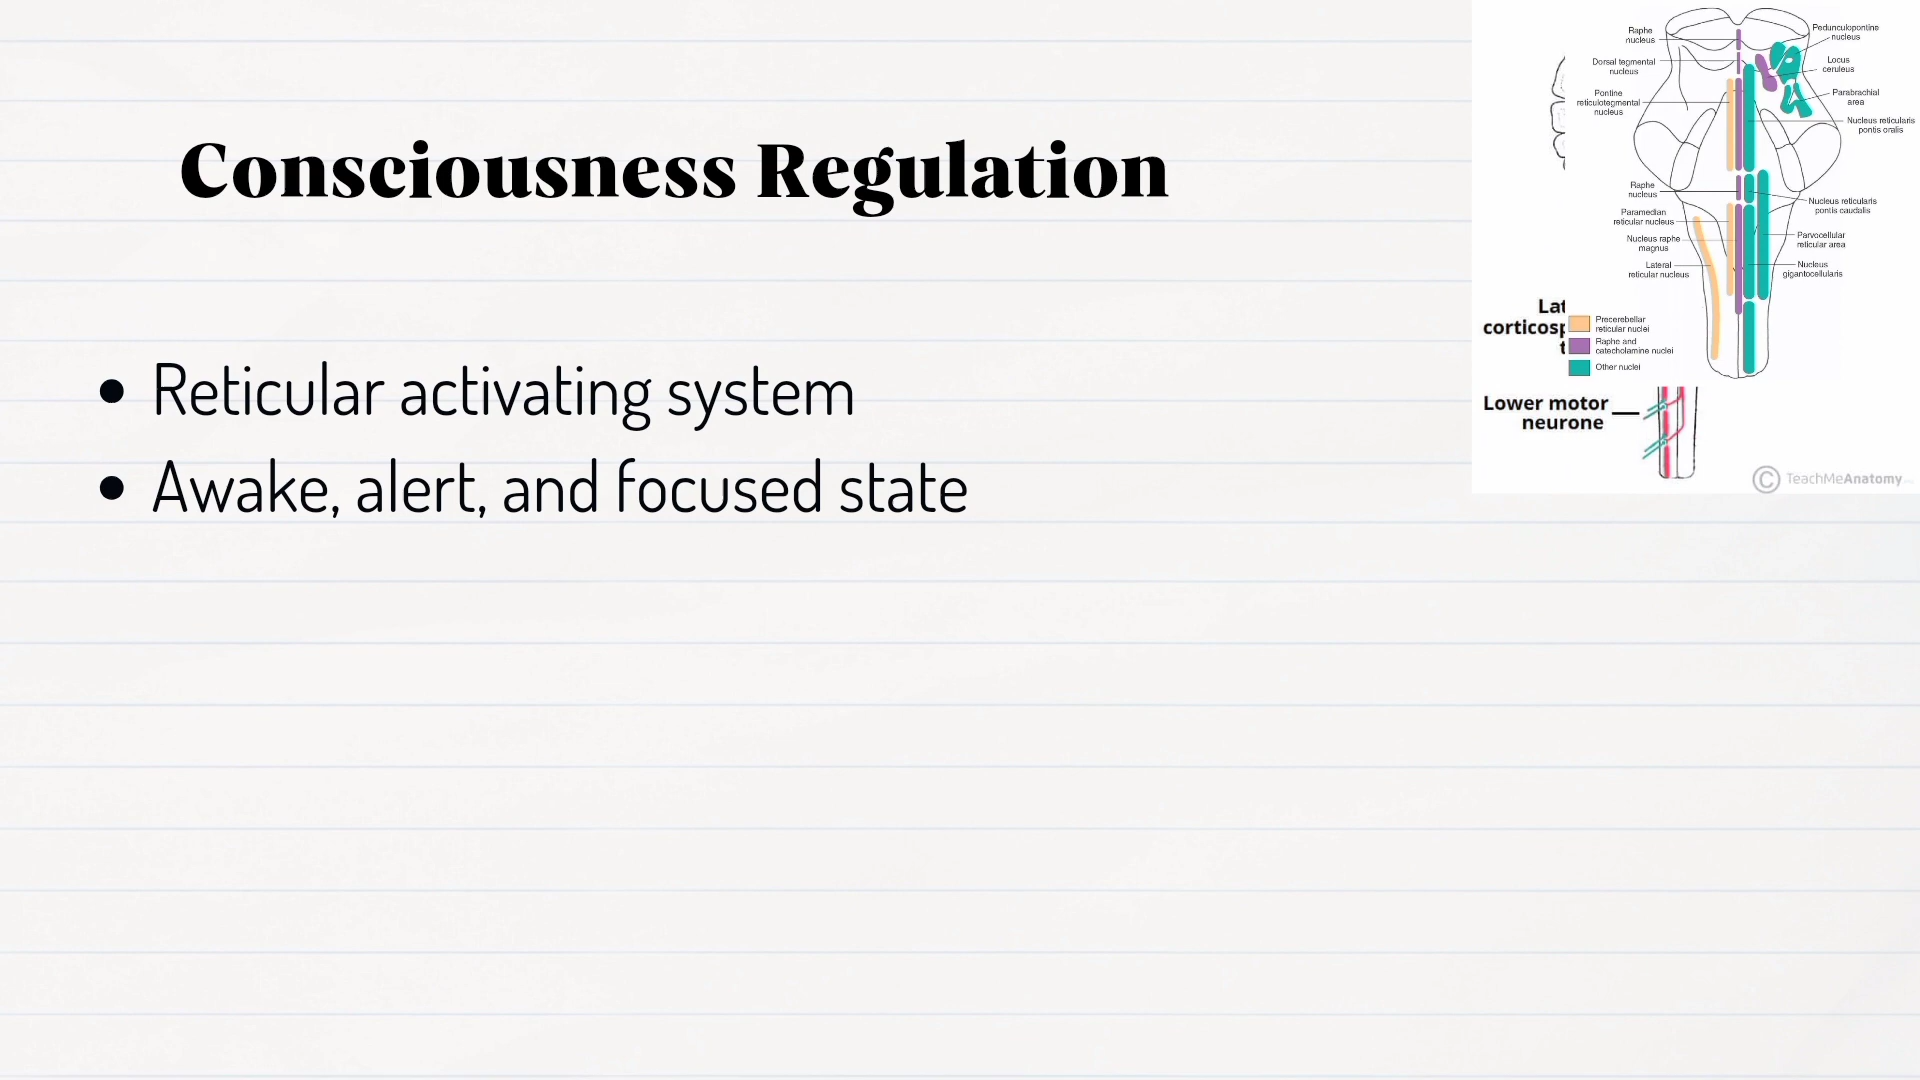 Consciousness Regulation
• Reticular activating system
• Awake, alert, and focused state
Raphe
nucleus
Dorsal tegmental
nucleus
Pontine
reticulotegmental
nucleus
Raphe
nucleus
Paramedian
reticular nucleus
Nucleus raphe
magnus
Lateral
reticular nucleus
Pedunculopontine
nucleus
Locus
ceruleus
Parabrachial
area
Nucleus reticularis
pontis oralis
Nucleus reticularis
pontis caudalis
Parvocellular
reticular area
Nucleus
gigantocellularis
Precerebellar
reticular nuclei
Raphe and
catecholamine nuclei
Other nuclei
Lower motor
neurone
© TeachMeAnatomy